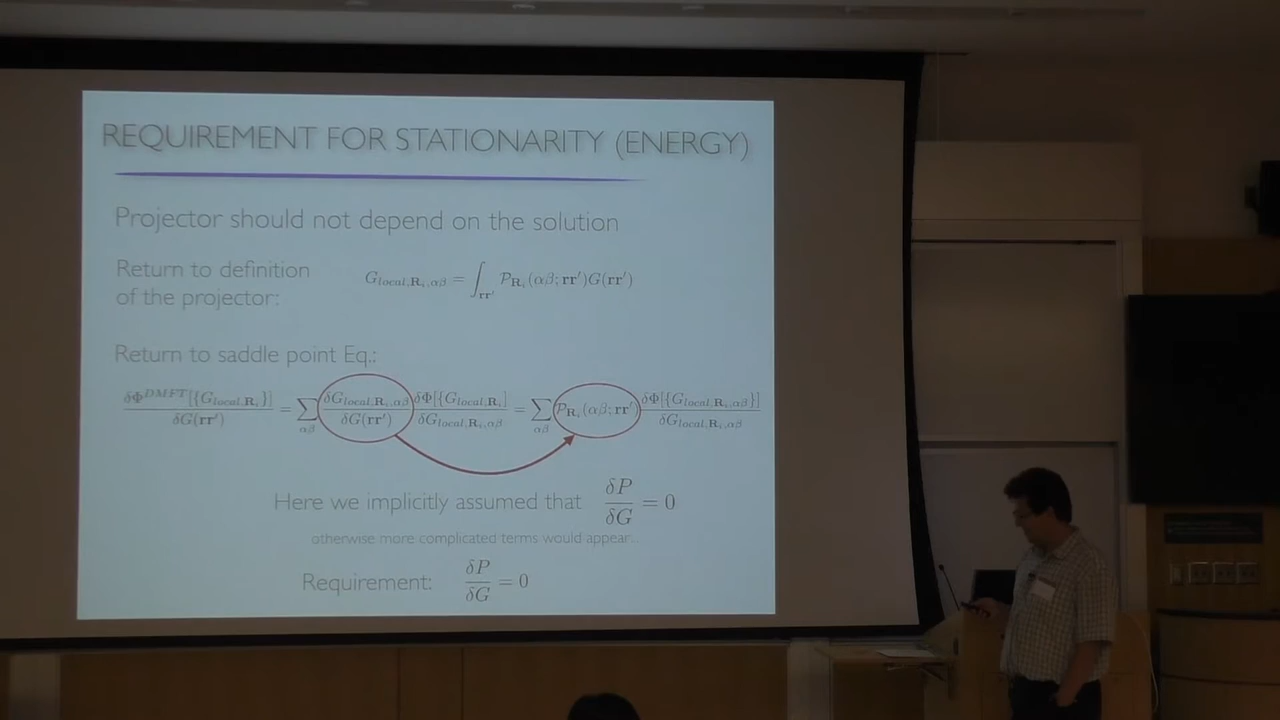 REQUIREMENT FOR STATIONARITY (ENERGY)
Projector should not depend on the solution
Return to definition
of the projector:
G_{local,R_i,αβ} = ∫_{rr'} P_{R_i}(αβ; rr')G(rr')
Return to saddle point Eq.:
δΦ^{DMFT}[{G_{local,R_i}}] / δG(rr') = Σ_{αβ} δG_{local,R_i,αβ} / δG(rr') δΦ[{G_{local,R_i}] / δG_{local,R_i,αβ} = Σ_{αβ} P_{R_i}(αβ; rr') δΦ[{G_{local,R_i,αβ}}] / δG_{local,R_i,αβ}
Here we implicitly assumed that δP/δG = 0
otherwise more complicated terms would appear...
Requirement: δP/δG = 0